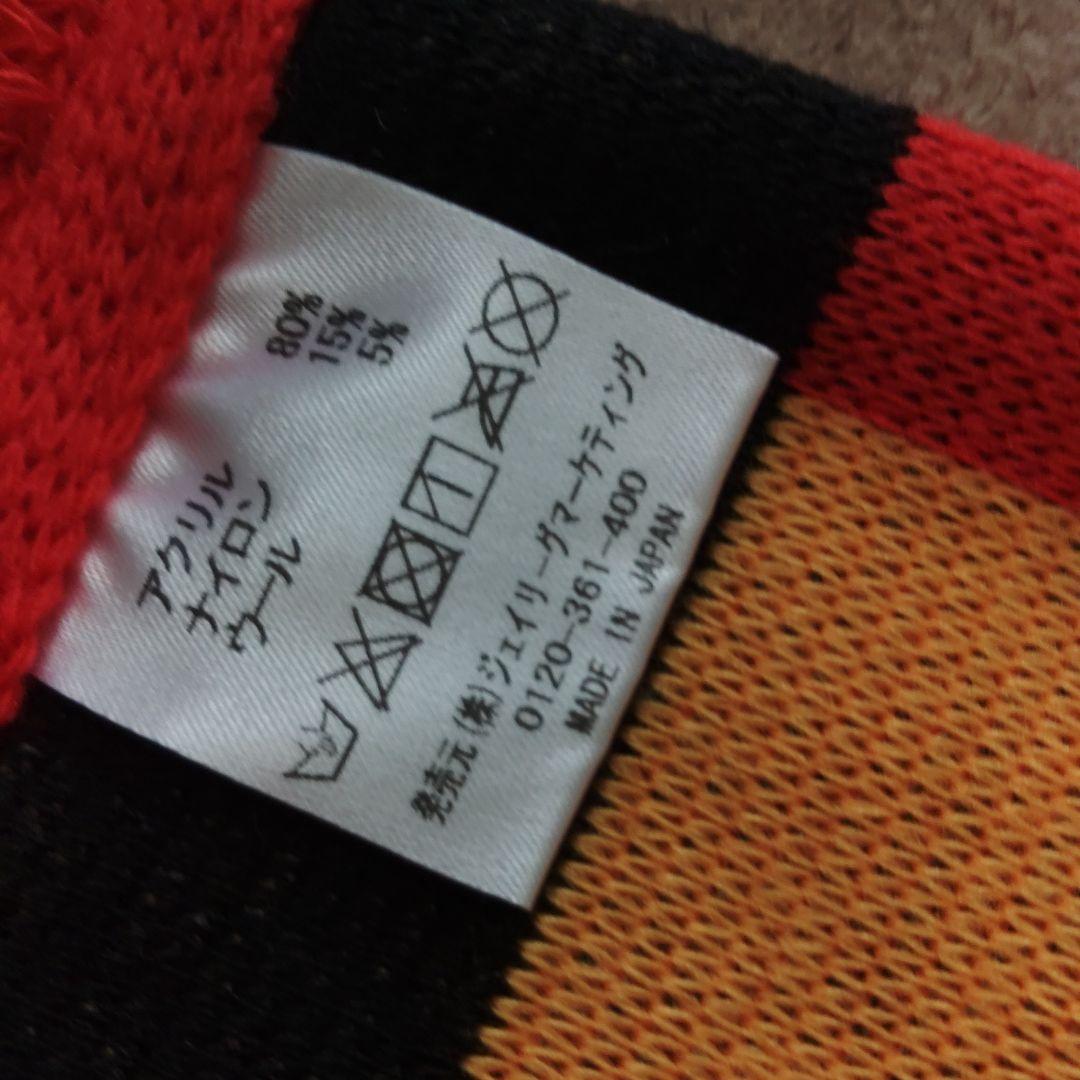 アクリル 80%
ナイロン 15%
ウール 5%
発売元 (株)ジェイリーグマーケティング
0120-361-400
MADE IN JAPAN